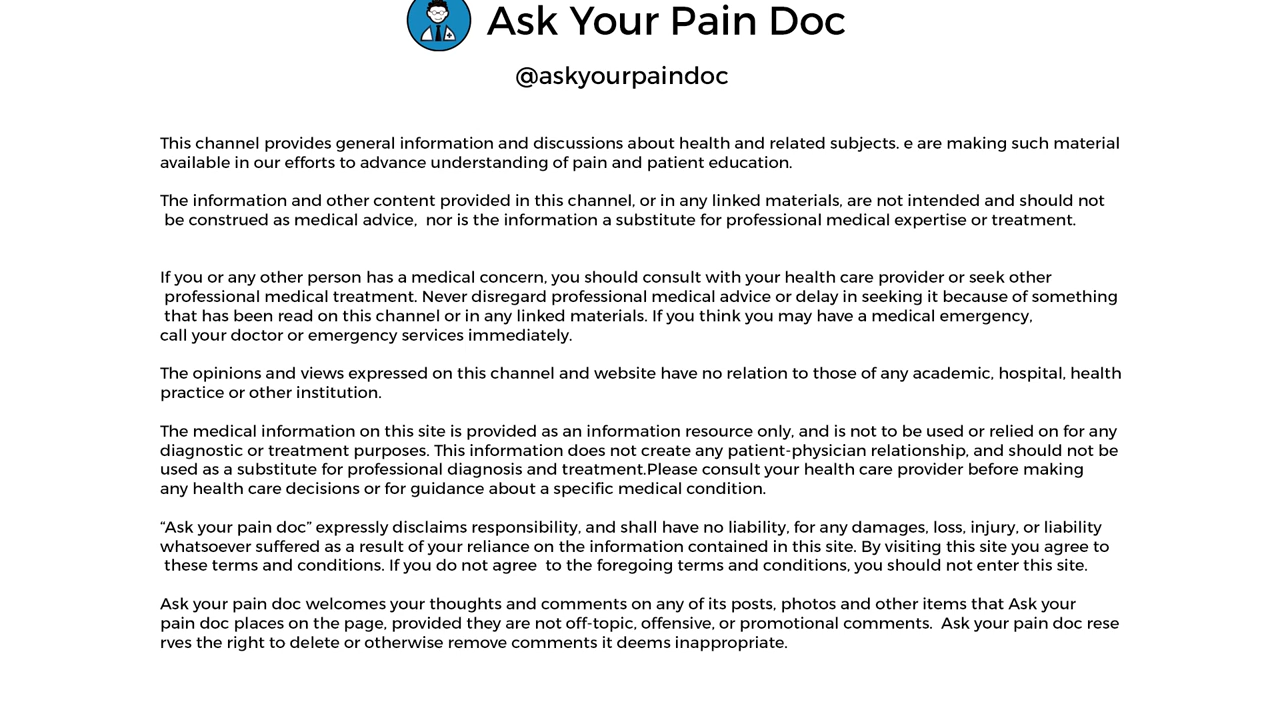 Ask Your Pain Doc
@askyourpaindoc
This channel provides general information and discussions about health and related subjects. e are making such material
available in our efforts to advance understanding of pain and patient education.
The information and other content provided in this channel, or in any linked materials, are not intended and should not
be construed as medical advice,  nor is the information a substitute for professional medical expertise or treatment.
If you or any other person has a medical concern, you should consult with your health care provider or seek other
professional medical treatment. Never disregard professional medical advice or delay in seeking it because of something
that has been read on this channel or in any linked materials. If you think you may have a medical emergency,
call your doctor or emergency services immediately.
The opinions and views expressed on this channel and website have no relation to those of any academic, hospital, health
practice or other institution.
The medical information on this site is provided as an information resource only, and is not to be used or relied on for any
diagnostic or treatment purposes. This information does not create any patient-physician relationship, and should not be
used as a substitute for professional diagnosis and treatment.Please consult your health care provider before making
any health care decisions or for guidance about a specific medical condition.
“Ask your pain doc” expressly disclaims responsibility, and shall have no liability, for any damages, loss, injury, or liability
whatsoever suffered as a result of your reliance on the information contained in this site. By visiting this site you agree to
these terms and conditions. If you do not agree  to the foregoing terms and conditions, you should not enter this site.
Ask your pain doc welcomes your thoughts and comments on any of its posts, photos and other items that Ask your
pain doc places on the page, provided they are not off-topic, offensive, or promotional comments.  Ask your pain doc rese
rves the right to delete or otherwise remove comments it deems inappropriate.